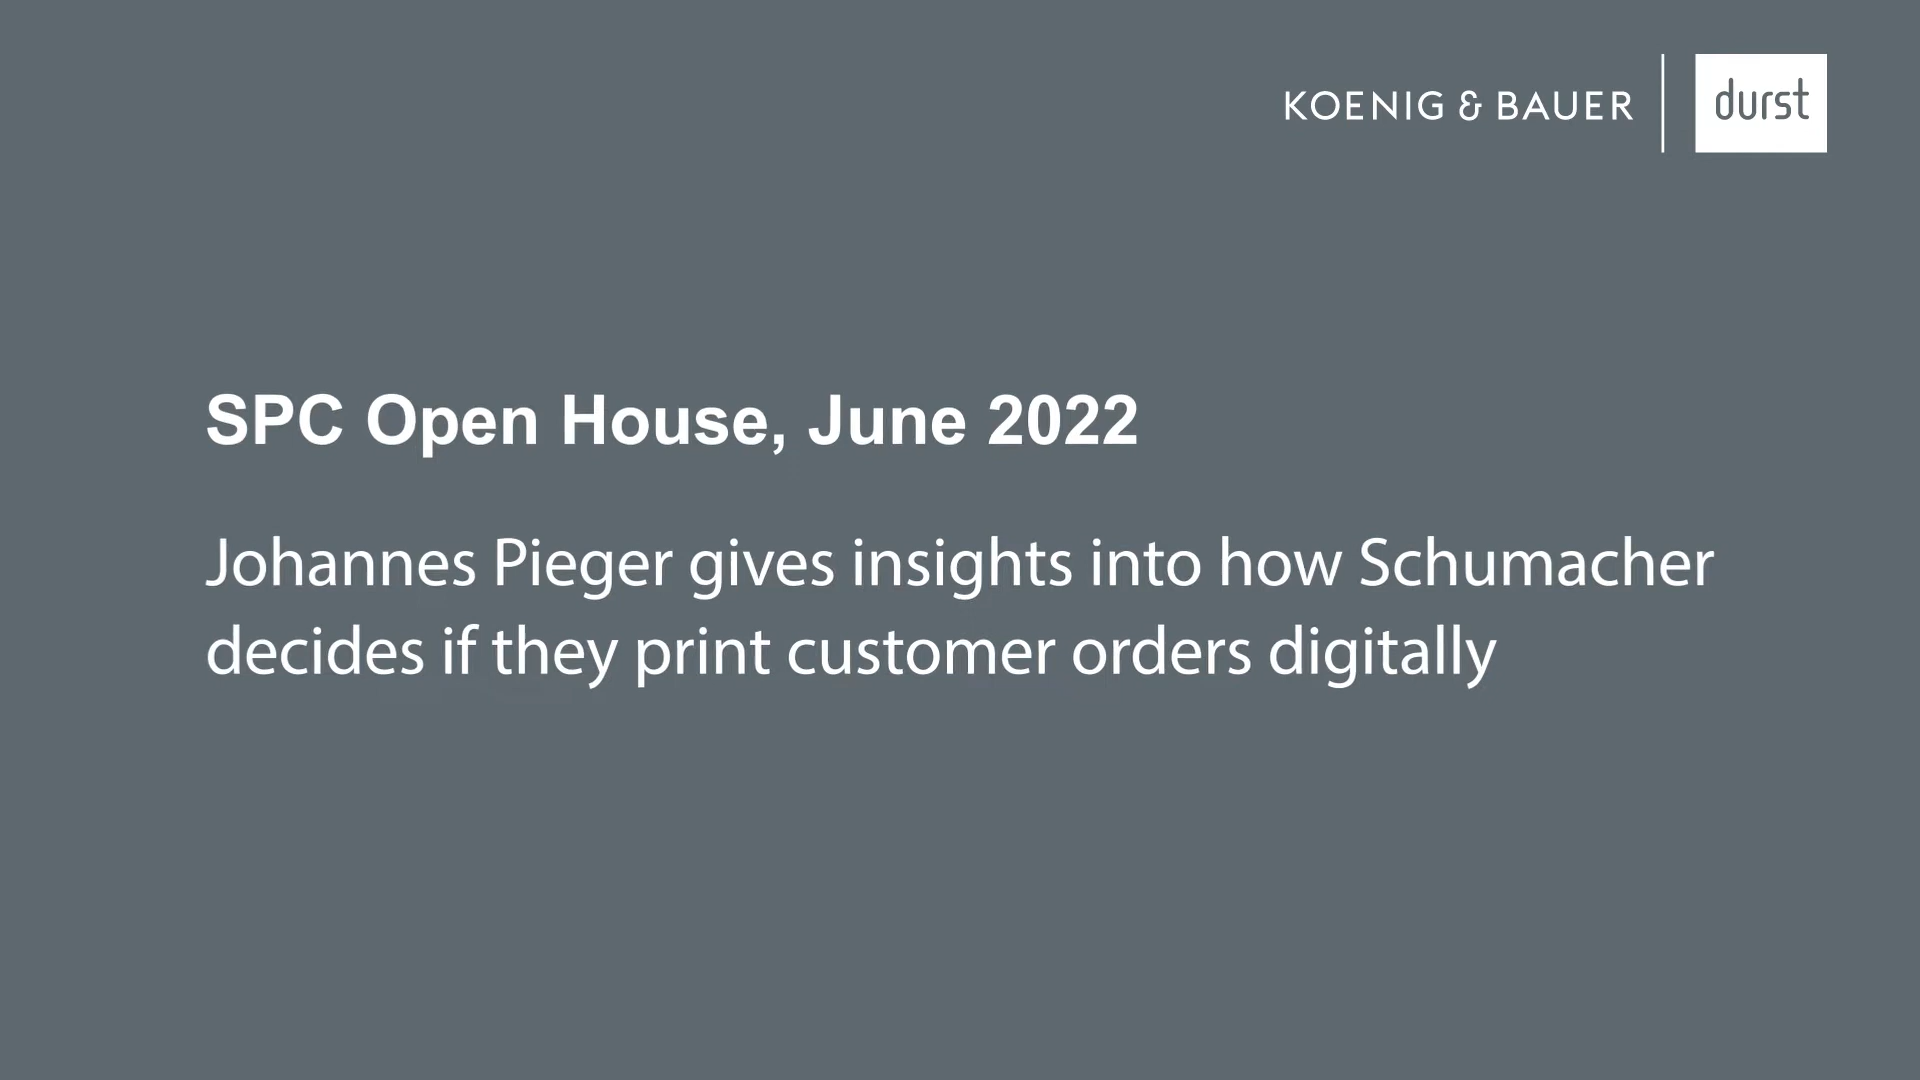 KOENIG & BAUER
durst
SPC Open House, June 2022
Johannes Pieger gives insights into how Schumacher
decides if they print customer orders digitally